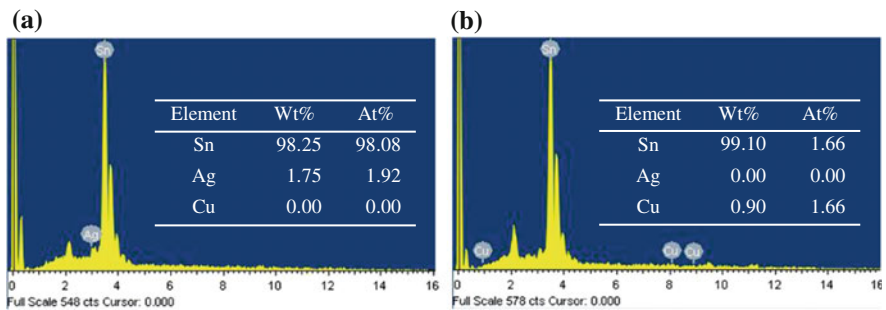 (a)
Sn
Element Wt% At%
Sn 98.25 98.08
Ag 1.75 1.92
Cu 0.00 0.00
Ag
0 2 4 6 8 10 12 14 16
Full Scale 548 cts Cursor: 0.000
(b)
Sn
Element Wt% At%
Sn 99.10 1.66
Ag 0.00 0.00
Cu 0.90 1.66
Cu Cu Cu
0 2 4 6 8 10 12 14 16
Full Scale 578 cts Cursor: 0.000